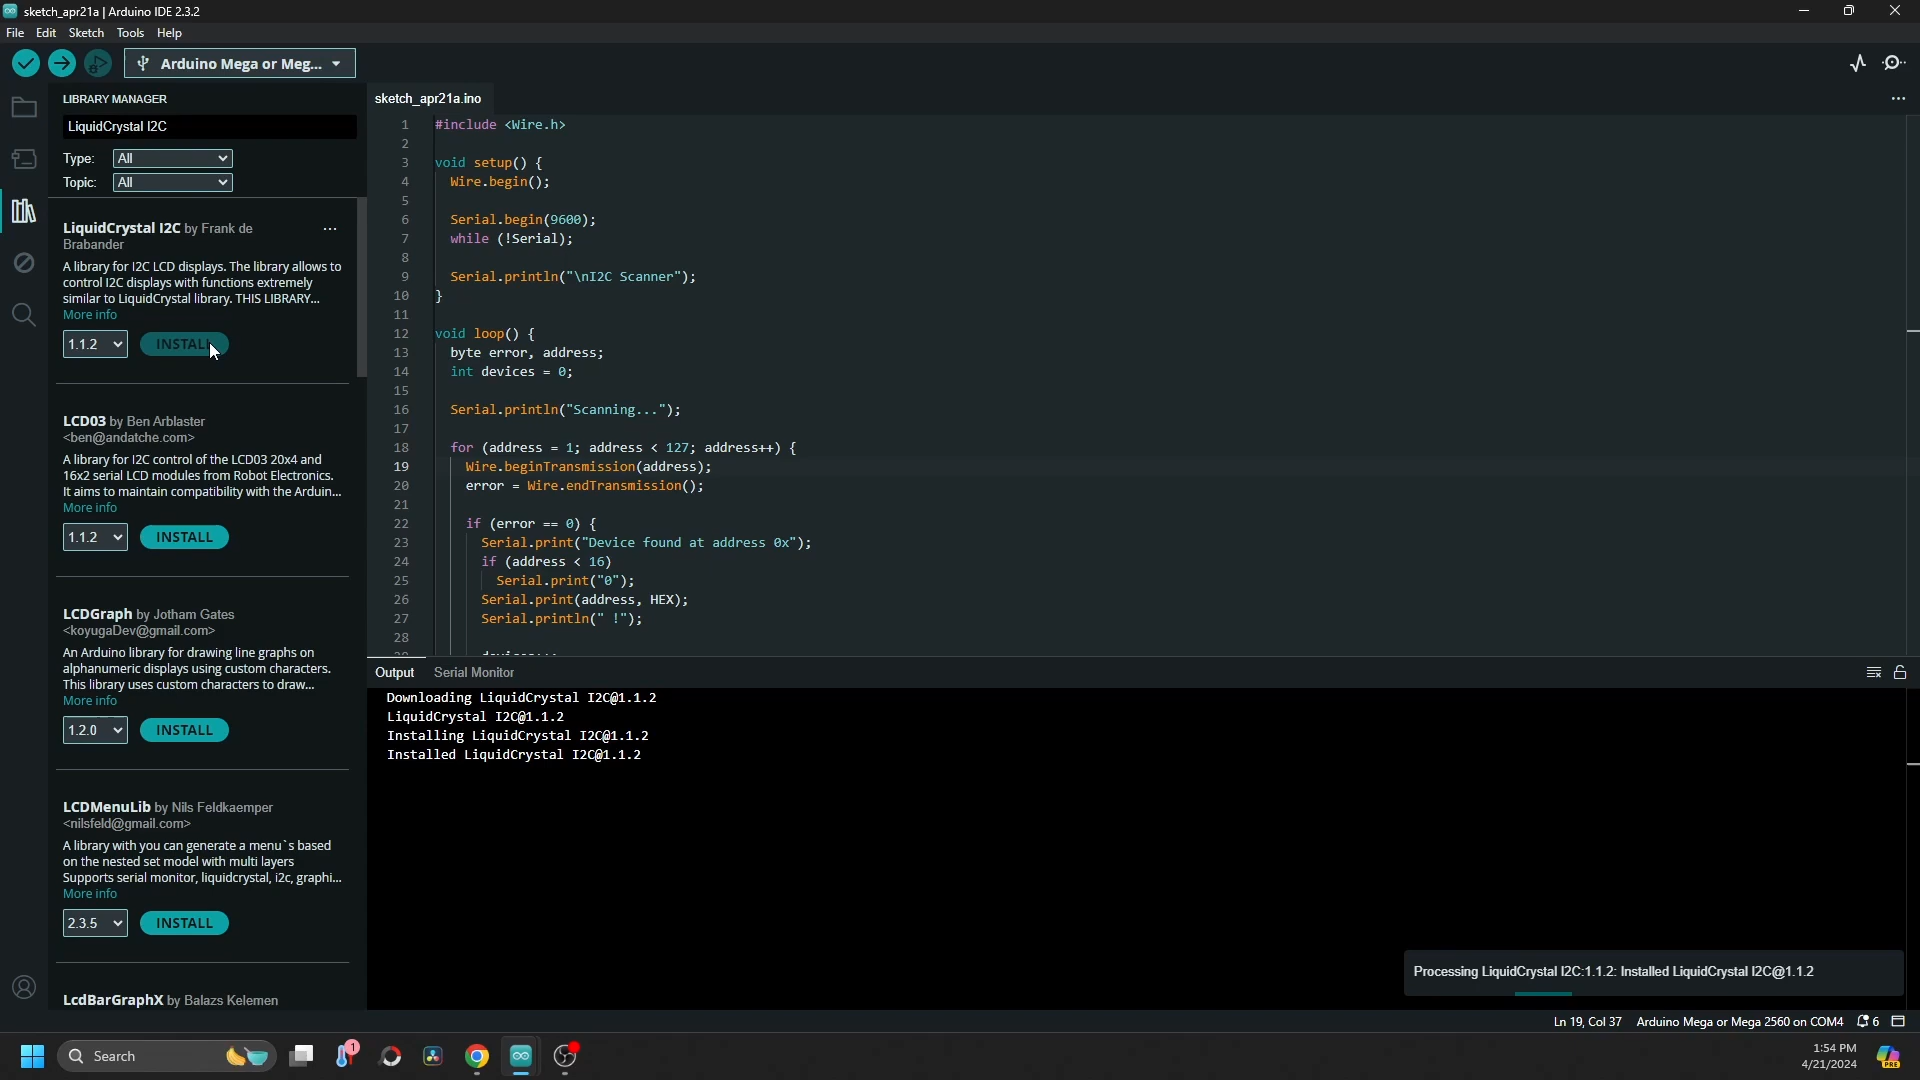 sketch_apr21a | Arduino IDE 2.3.2
File Edit Sketch Tools Help
Arduino Mega or Meg...
LIBRARY MANAGER
LiquidCrystal I2C
Type: All
Topic: All
LiquidCrystal I2C by Frank de
Brabander
A library for I2C LCD displays. The library allows to
control I2C displays with functions extremely
similar to LiquidCrystal library. THIS LIBRARY...
More info
1.1.2 INSTALL
LCD03 by Ben Arblaster
<ben@andatche.com>
A library for I2C control of the LCD03 20x4 and
16x2 serial LCD modules from Robot Electronics.
It aims to maintain compatibility with the Arduin...
More info
1.1.2 INSTALL
LCDGraph by Jotham Gates
<koyugaDev@gmail.com>
An Arduino library for drawing line graphs on
alphanumeric displays using custom characters.
This library uses custom characters to draw...
More info
1.2.0 INSTALL
LCDMenuLib by Nils Feldkaemper
<nilsfeld@gmail.com>
A library with you can generate a menu`s based
on the nested set model with multi layers
Supports serial monitor, liquidcrystal, i2c, graphi...
More info
2.3.5 INSTALL
LcdBarGraphX by Balazs Kelemen
sketch_apr21a.ino
1 #include <Wire.h>
2
3 void setup() {
4 Wire.begin();
5
6 Serial.begin(9600);
7 while (!Serial);
8
9 Serial.println("\nI2C Scanner");
10 }
11
12 void loop() {
13 byte error, address;
14 int devices = 0;
15
16 Serial.println("Scanning...");
17
18 for (address = 1; address < 127; address++) {
19 Wire.beginTransmission(address);
20 error = Wire.endTransmission();
21
22 if (error == 0) {
23 Serial.print("Device found at address 0x");
24 if (address < 16)
25 Serial.print("0");
26 Serial.print(address, HEX);
27 Serial.println(" !");
28
Output Serial Monitor
Downloading LiquidCrystal I2C@1.1.2
LiquidCrystal I2C@1.1.2
Installing LiquidCrystal I2C@1.1.2
Installed LiquidCrystal I2C@1.1.2
Processing LiquidCrystal I2C:1.1.2: Installed LiquidCrystal I2C@1.1.2
Ln 19, Col 37 Arduino Mega or Mega 2560 on COM4 6
Search
1
1:54 PM
4/21/2024
PRE